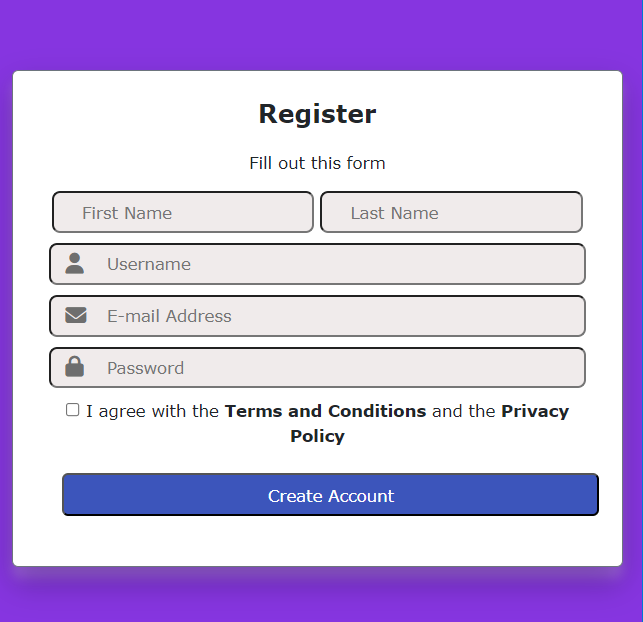 Register
Fill out this form
First Name Last Name
Username
E-mail Address
Password
I agree with the Terms and Conditions and the Privacy
Policy
Create Account